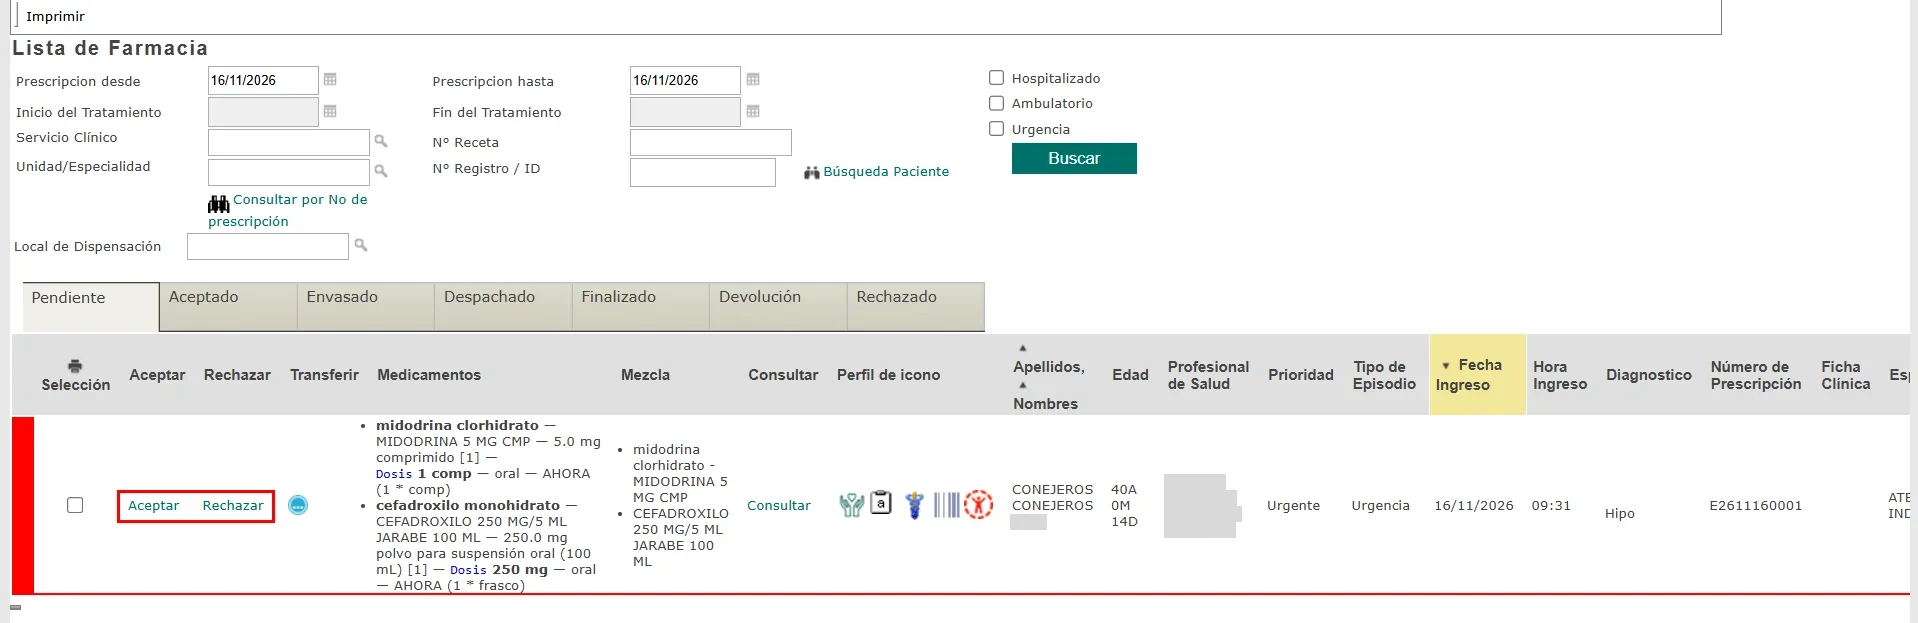 Imprimir
Lista de Farmacia
Prescripcion desde 16/11/2026 Prescripcion hasta 16/11/2026
Hospitalizado
Inicio del Tratamiento Fin del Tratamiento
Ambulatorio
Servicio Clínico
Nº Receta
Urgencia
Buscar
Unidad/Especialidad
Nº Registro / ID
Búsqueda Paciente
Consultar por No de
prescripción
Local de Dispensación
Pendiente Aceptado Envasado Despachado Finalizado Devolución Rechazado
Selección
Aceptar
Rechazar
Transferir
Medicamentos
Mezcla
Consultar
Perfil de icono
▲
Apellidos,
▲
Nombres
Edad
Profesional
de Salud
Prioridad
Tipo de
Episodio
▼ Fecha
Ingreso
Hora
Ingreso
Diagnostico
Número de
Prescripción
Ficha
Clínica
Esp
Aceptar
Rechazar
• midodrina clorhidrato —
MIDODRINA 5 MG CMP — 5.0 mg
comprimido [1] —
Dosis 1 comp — oral — AHORA
(1 * comp)
• cefadroxilo monohidrato —
CEFADROXILO 250 MG/5 ML
JARABE 100 ML — 250.0 mg
polvo para suspensión oral (100
mL) [1] — Dosis 250 mg — oral
— AHORA (1 * frasco)
• midodrina
clorhidrato -
MIDODRINA 5
MG CMP
• CEFADROXILO
250 MG/5 ML
JARABE 100
ML
Consultar
a
CONEJEROS
CONEJEROS
40A
0M
14D
Urgente
Urgencia
16/11/2026
09:31
Hipo
E2611160001
ATE
IND